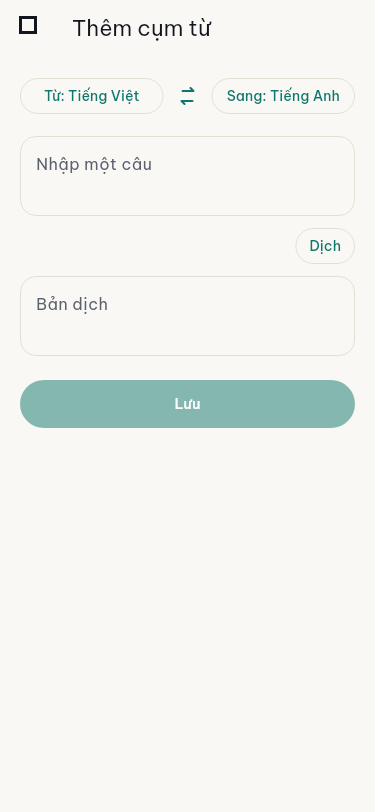 Thêm cụm từ
Từ: Tiếng Việt
Sang: Tiếng Anh
Nhập một câu
Dịch
Bản dịch
Lưu